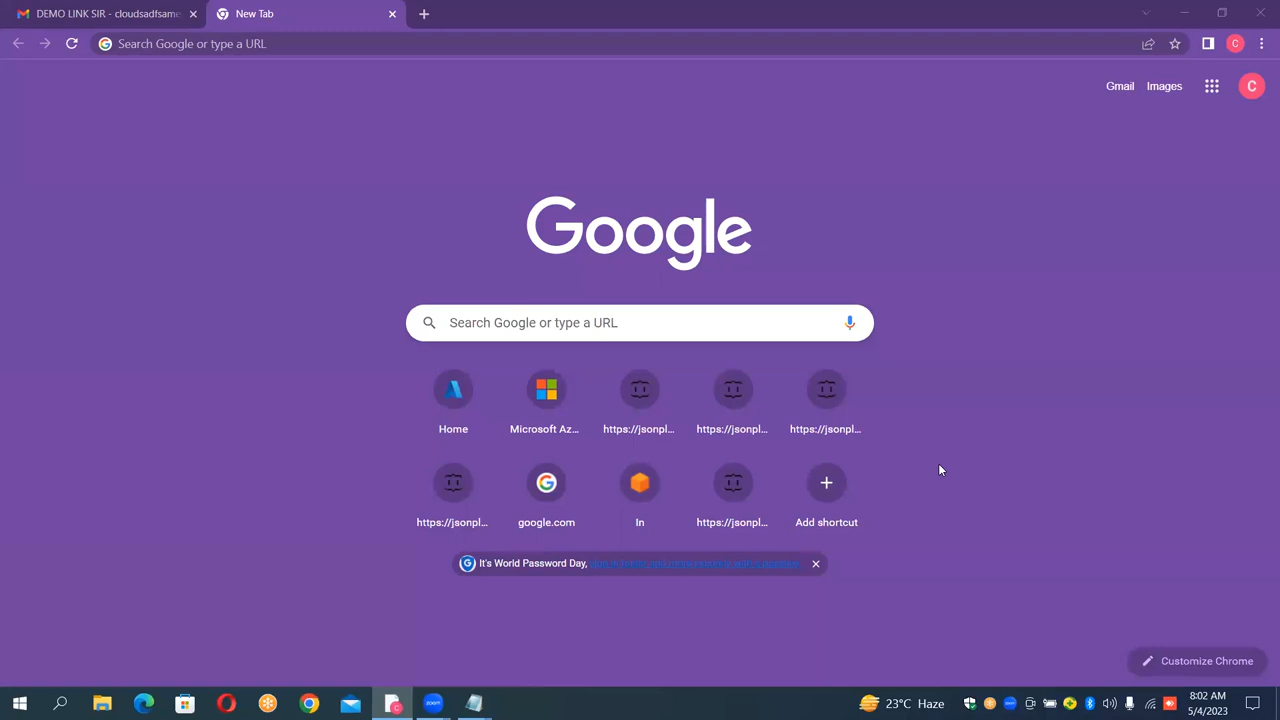 DEMO LINK SIR - cloudsadfsame
New Tab
Search Google or type a URL
C
Gmail Images
C
Google
Search Google or type a URL
Home
Microsoft Az...
https://jsonpl...
https://jsonpl...
https://jsonpl...
https://jsonpl...
google.com
In
https://jsonpl...
Add shortcut
It's World Password Day,
Customize Chrome
zoom
23°C Haze
8:02 AM
5/4/2023